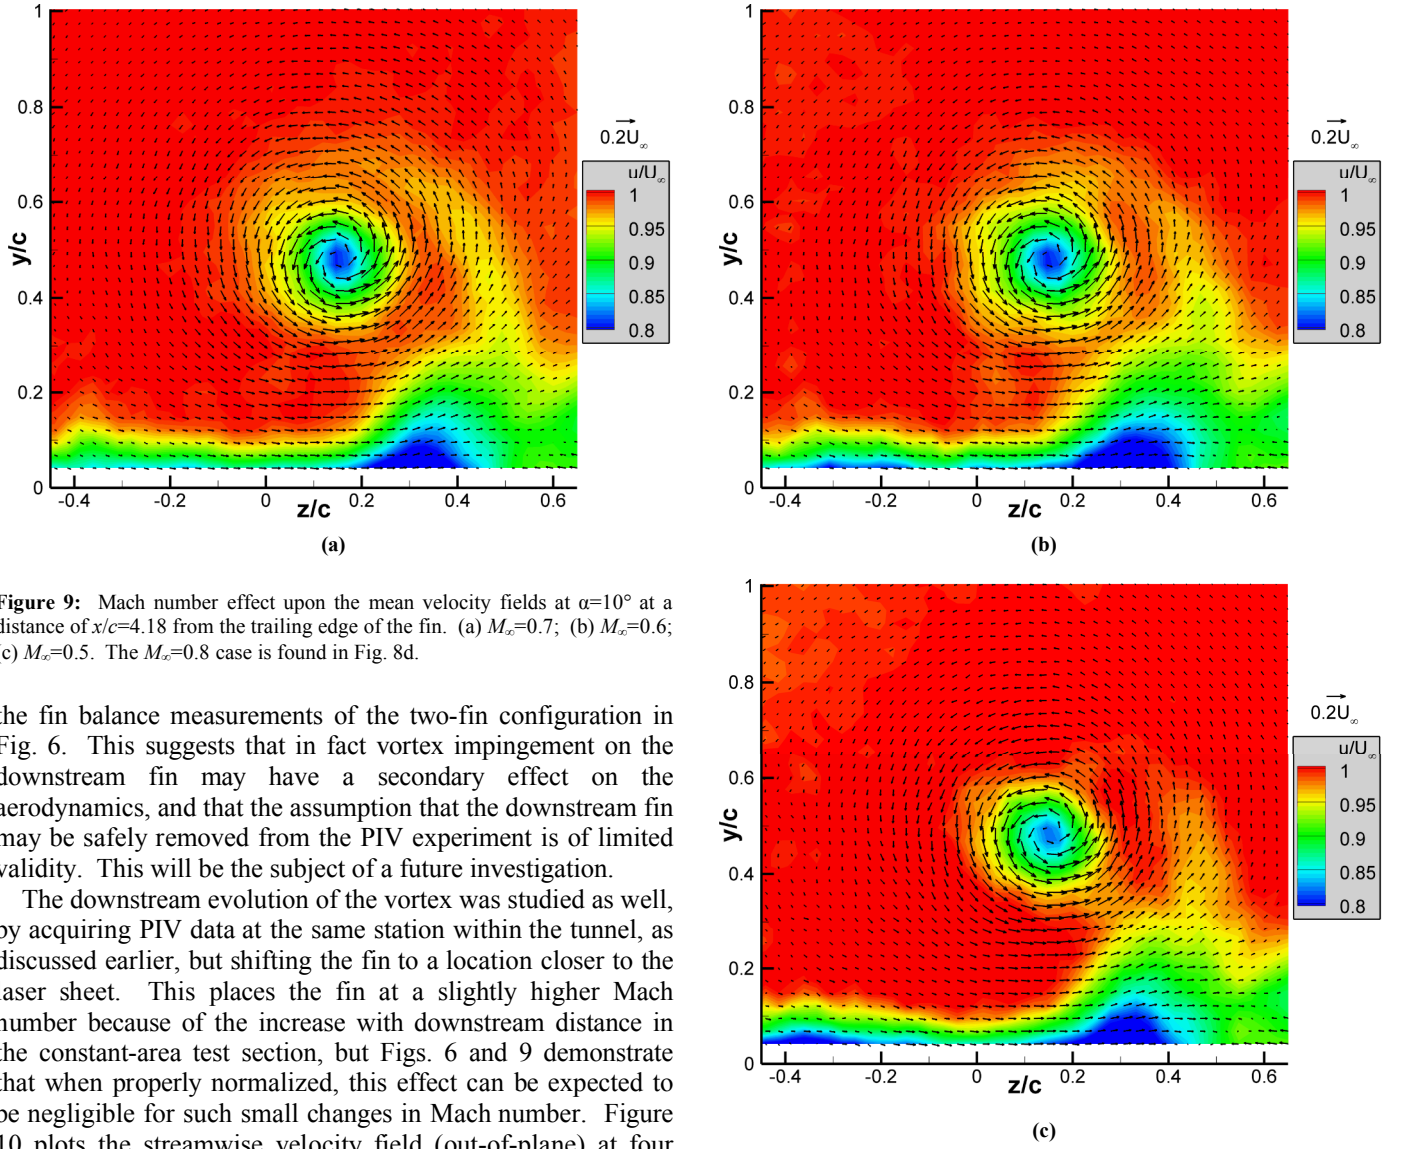 1
0.8
0.6
0.4
0.2
0
y/c
-0.4
-0.2
0
0.2
0.4
0.6
z/c
0.2U∞
u/U∞
1
0.95
0.9
0.85
0.8
(a)
1
0.8
0.6
0.4
0.2
0
y/c
-0.4
-0.2
0
0.2
0.4
0.6
z/c
0.2U∞
u/U∞
1
0.95
0.9
0.85
0.8
(b)
Figure 9: Mach number effect upon the mean velocity fields at α=10° at a
distance of x/c=4.18 from the trailing edge of the fin. (a) M∞=0.7; (b) M∞=0.6;
(c) M∞=0.5. The M∞=0.8 case is found in Fig. 8d.
the fin balance measurements of the two-fin configuration in
Fig. 6. This suggests that in fact vortex impingement on the
downstream fin may have a secondary effect on the
aerodynamics, and that the assumption that the downstream fin
may be safely removed from the PIV experiment is of limited
validity. This will be the subject of a future investigation.
The downstream evolution of the vortex was studied as well,
by acquiring PIV data at the same station within the tunnel, as
discussed earlier, but shifting the fin to a location closer to the
laser sheet. This places the fin at a slightly higher Mach
number because of the increase with downstream distance in
the constant-area test section, but Figs. 6 and 9 demonstrate
that when properly normalized, this effect can be expected to
be negligible for such small changes in Mach number. Figure
10 plots the streamwise velocity field (out-of-plane) at four
1
0.8
0.6
0.4
0.2
0
y/c
-0.4
-0.2
0
0.2
0.4
0.6
z/c
0.2U∞
u/U∞
1
0.95
0.9
0.85
0.8
(c)